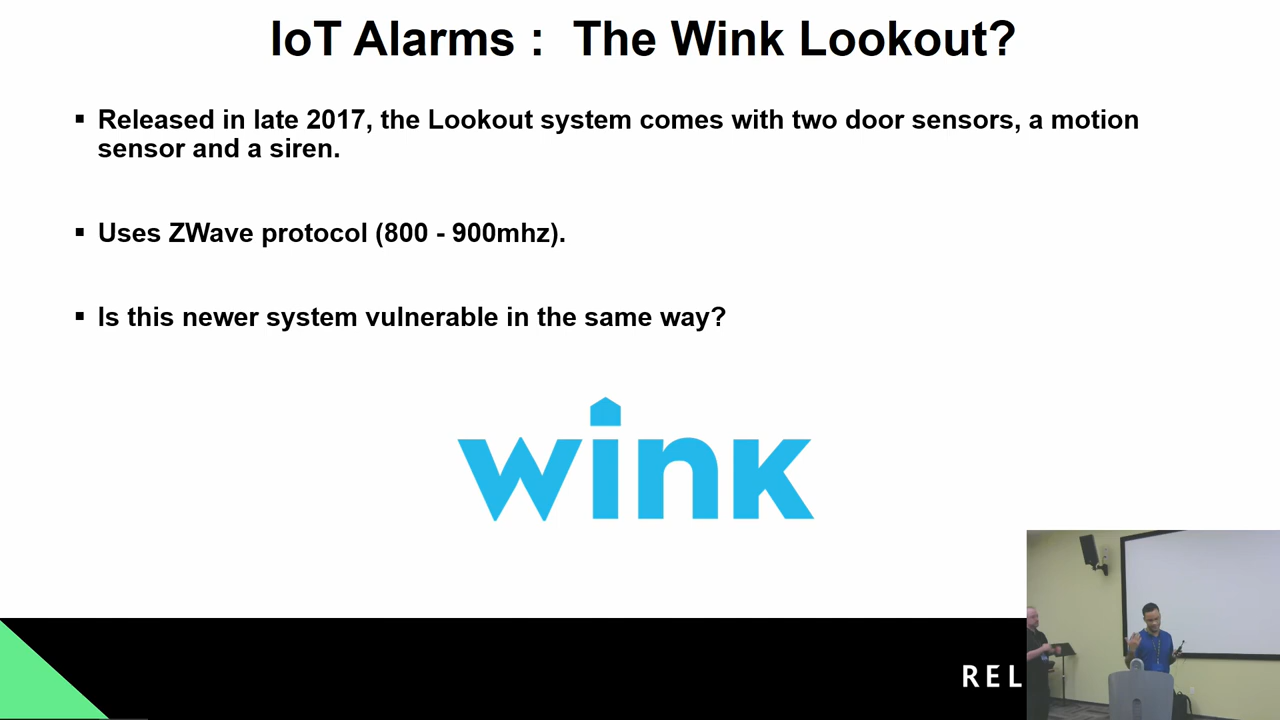 IoT Alarms :  The Wink Lookout?
▪ Released in late 2017, the Lookout system comes with two door sensors, a motion
sensor and a siren.
▪ Uses ZWave protocol (800 - 900mhz).
▪ Is this newer system vulnerable in the same way?
wink
REL